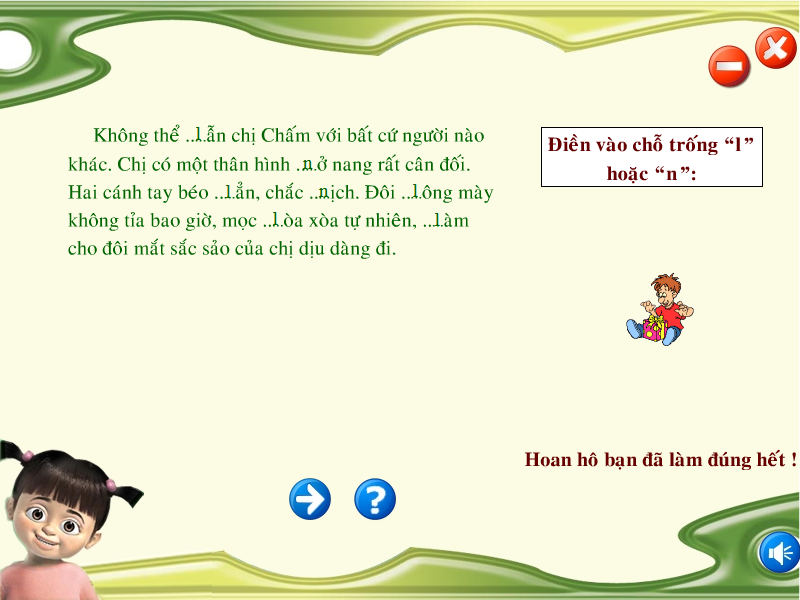 Không thể ...l.ẫn chị Chấm với bất cứ người nào
khác. Chị có một thân hình ..n.ở nang rất cân đối.
Hai cánh tay béo ...l.ẳn, chắc ...nịch. Đôi ...l.ông mày
không tỉa bao giờ, mọc ...l.òa xòa tự nhiên, ...l.àm
cho đôi mắt sắc sảo của chị dịu dàng đi.
Điền vào chỗ trống “l”
hoặc “n”:
Hoan hô bạn đã làm đúng hết !